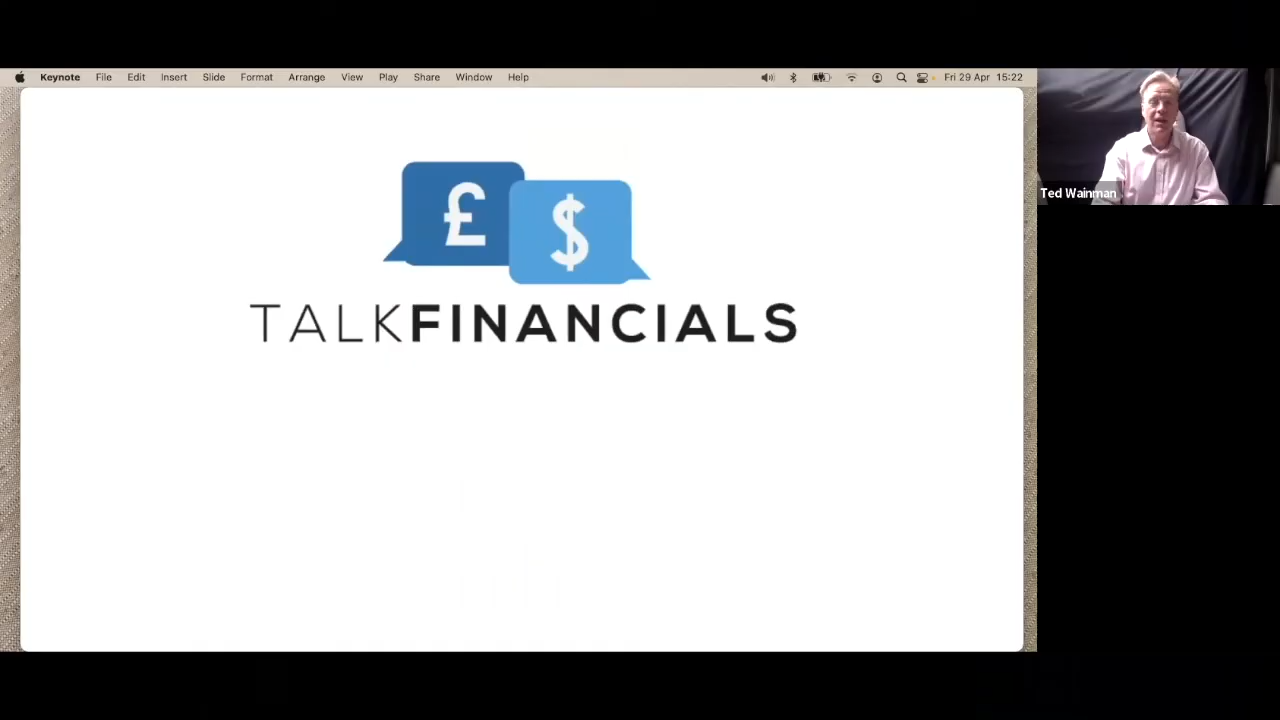 Keynote File Edit Insert Slide Format Arrange View Play Share Window Help Fri 29 Apr 15:22
Ted Wainman
£ $
TALKFINANCIALS